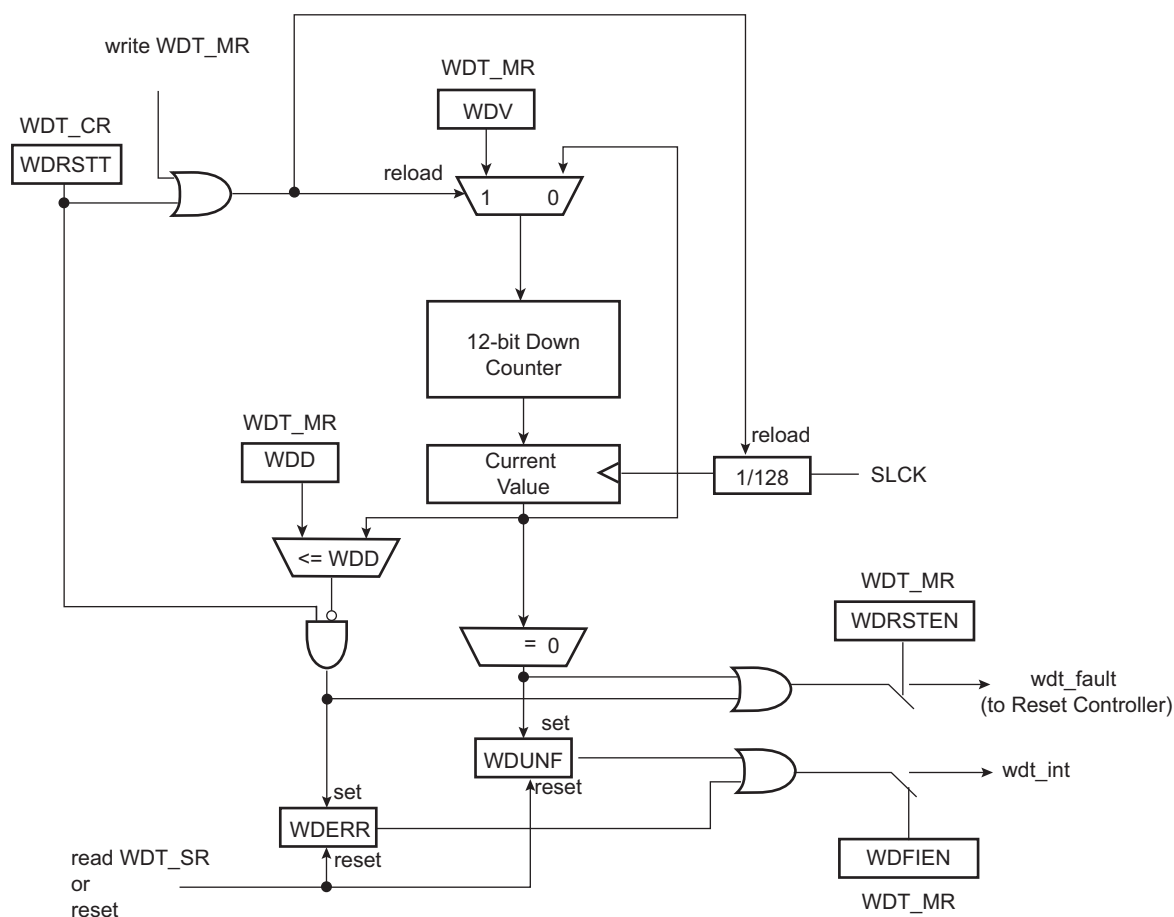 write WDT_MR
WDT_MR
WDV
WDT_CR
WDRSTT
reload
1 0
12-bit Down
Counter
WDT_MR
WDD
reload
Current
Value
1/128
SLCK
<= WDD
WDT_MR
WDRSTEN
= 0
wdt_fault
(to Reset Controller)
set
WDUNF
reset
wdt_int
set
WDERR
reset
read WDT_SR
or
reset
WDFIEN
WDT_MR